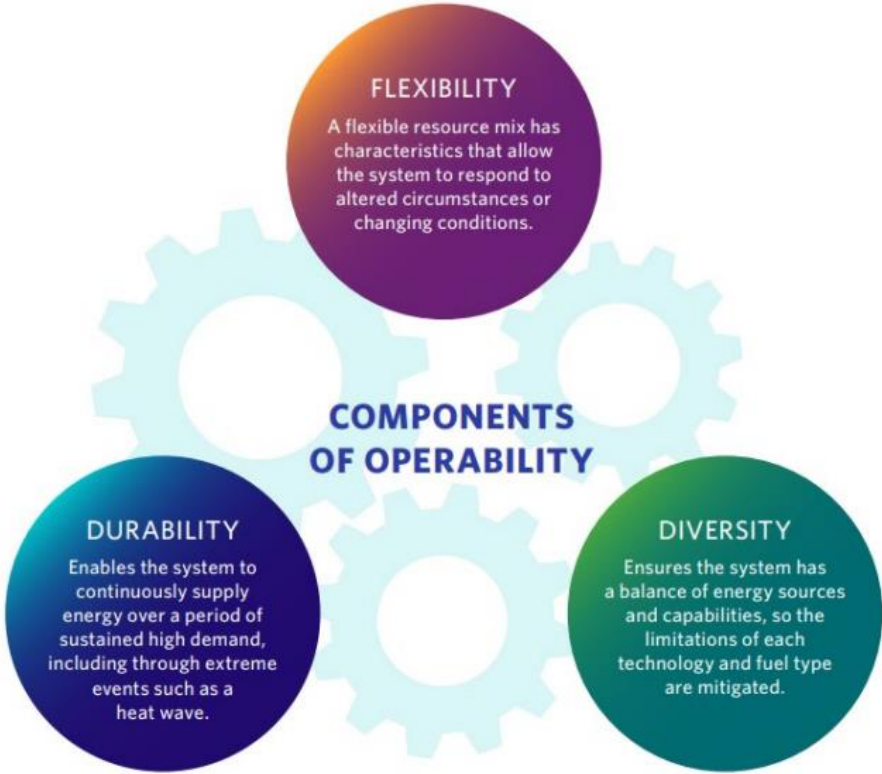 FLEXIBILITY
A flexible resource mix has
characteristics that allow
the system to respond to
altered circumstances or
changing conditions.
COMPONENTS
OF OPERABILITY
DURABILITY
Enables the system to
continuously supply
energy over a period of
sustained high demand,
including through extreme
events such as a
heat wave.
DIVERSITY
Ensures the system has
a balance of energy sources
and capabilities, so the
limitations of each
technology and fuel type
are mitigated.